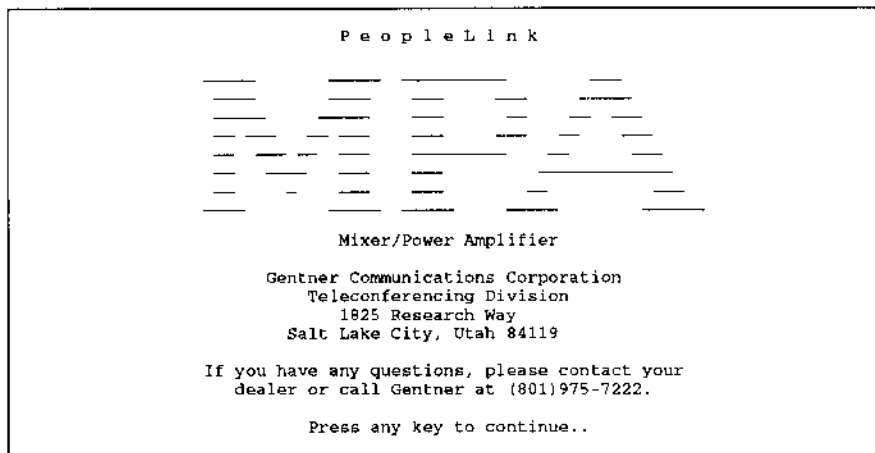 P e o p l e L i n k
MPA
Mixer/Power Amplifier
Gentner Communications Corporation
Teleconferencing Division
1825 Research Way
Salt Lake City, Utah 84119
If you have any questions, please contact your
dealer or call Gentner at (801)975-7222.
Press any key to continue..